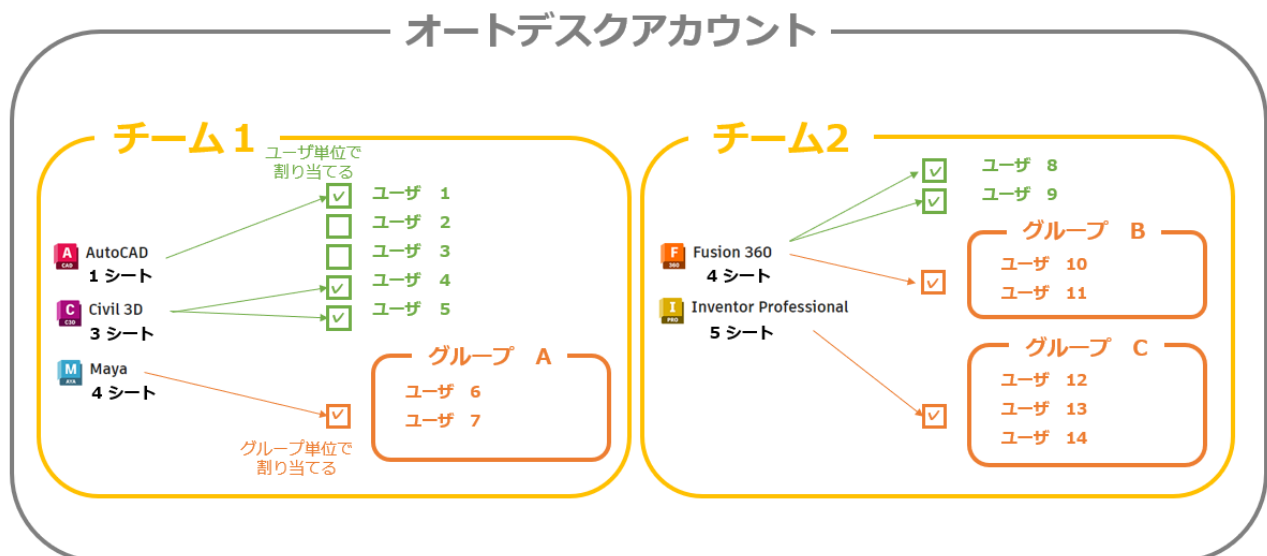 オートデスクアカウント
チーム１
ユーザ単位で
割り当てる
ユーザ 1
ユーザ 2
ユーザ 3
ユーザ 4
ユーザ 5
A
CAD
AutoCAD
1 シート
C
C3D
Civil 3D
3 シート
M
AYA
Maya
4 シート
グループ A
ユーザ 6
ユーザ 7
グループ単位で
割り当てる
チーム2
ユーザ 8
ユーザ 9
F
360
Fusion 360
4 シート
I
PRO
Inventor Professional
5 シート
グループ B
ユーザ 10
ユーザ 11
グループ C
ユーザ 12
ユーザ 13
ユーザ 14